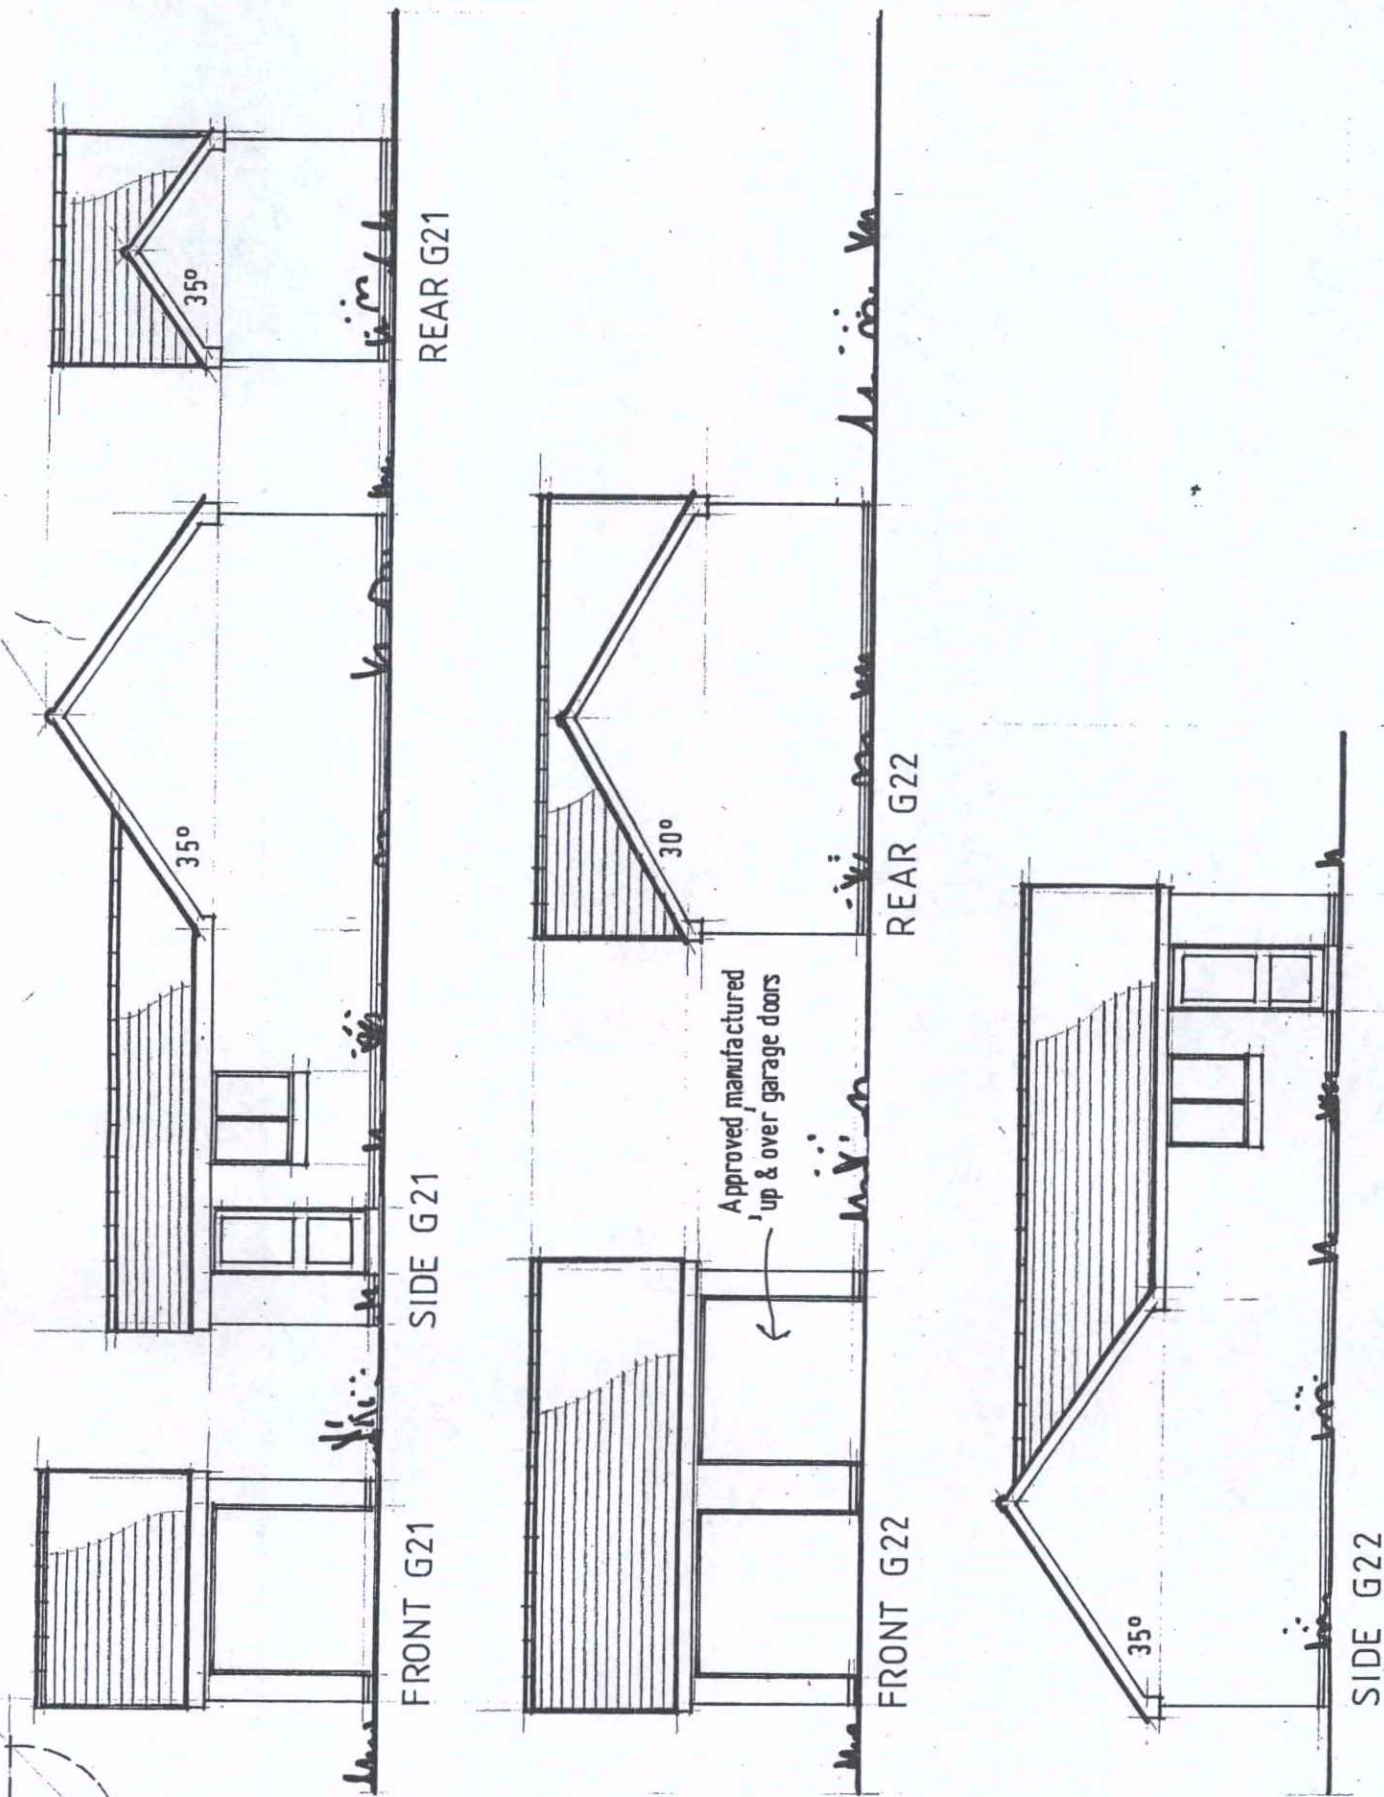 35°
35°
FRONT G21
SIDE G21
REAR G21
Approved manufactured
'up & over garage doors
30°
FRONT G22
REAR G22
35°
SIDE G22